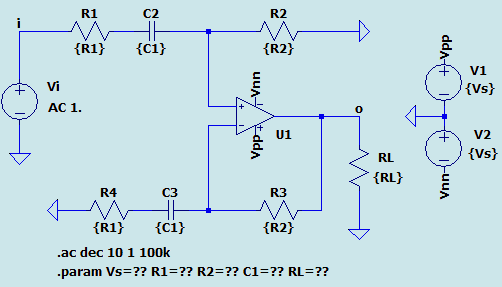 i R1 C2 R2
{R1} {C1} {R2}
Vpp
Vi
AC 1.
Vnn
+ −
+
−
+
Vpp
U1
o
V1
{Vs}
V2
{Vs}
Vnn
RL
{RL}
R4 C3 R3
{R1} {C1} {R2}
.ac dec 10 1 100k
.param Vs=?? R1=?? R2=?? C1=?? RL=??